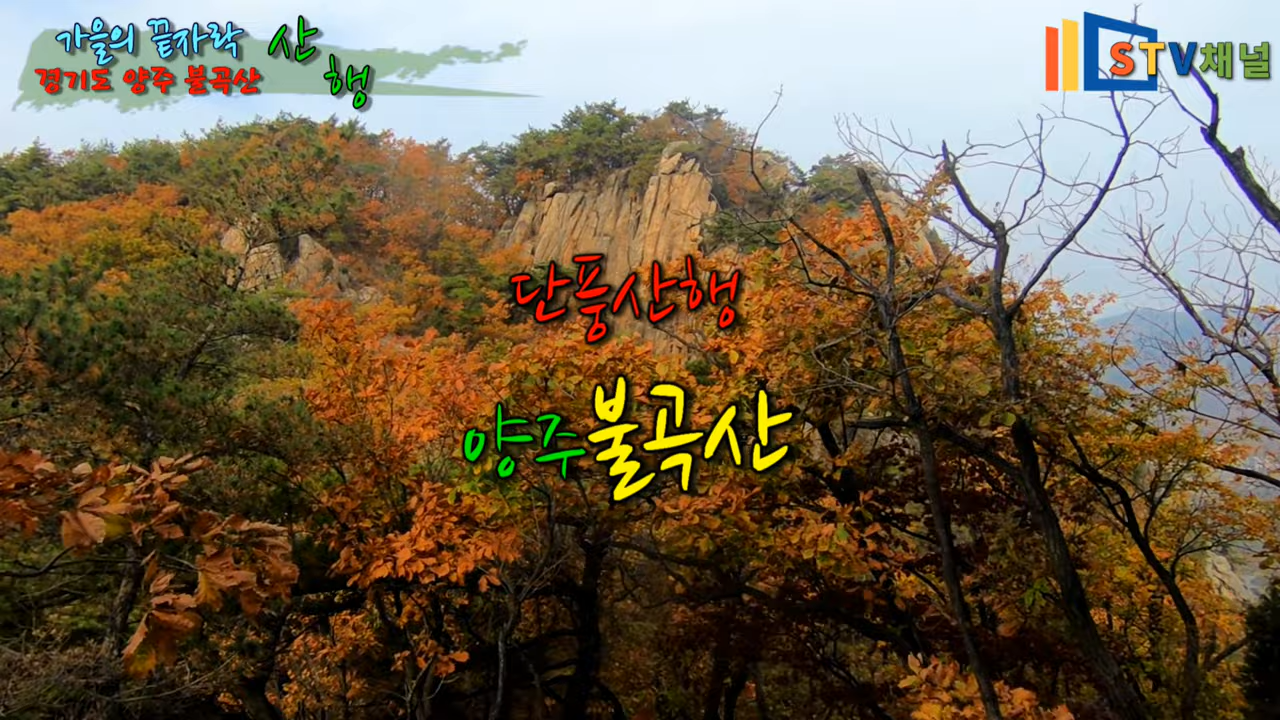 가을의 끝자락 산행
경기도 양주 불곡산
STV채널
단풍산행
양주불곡산